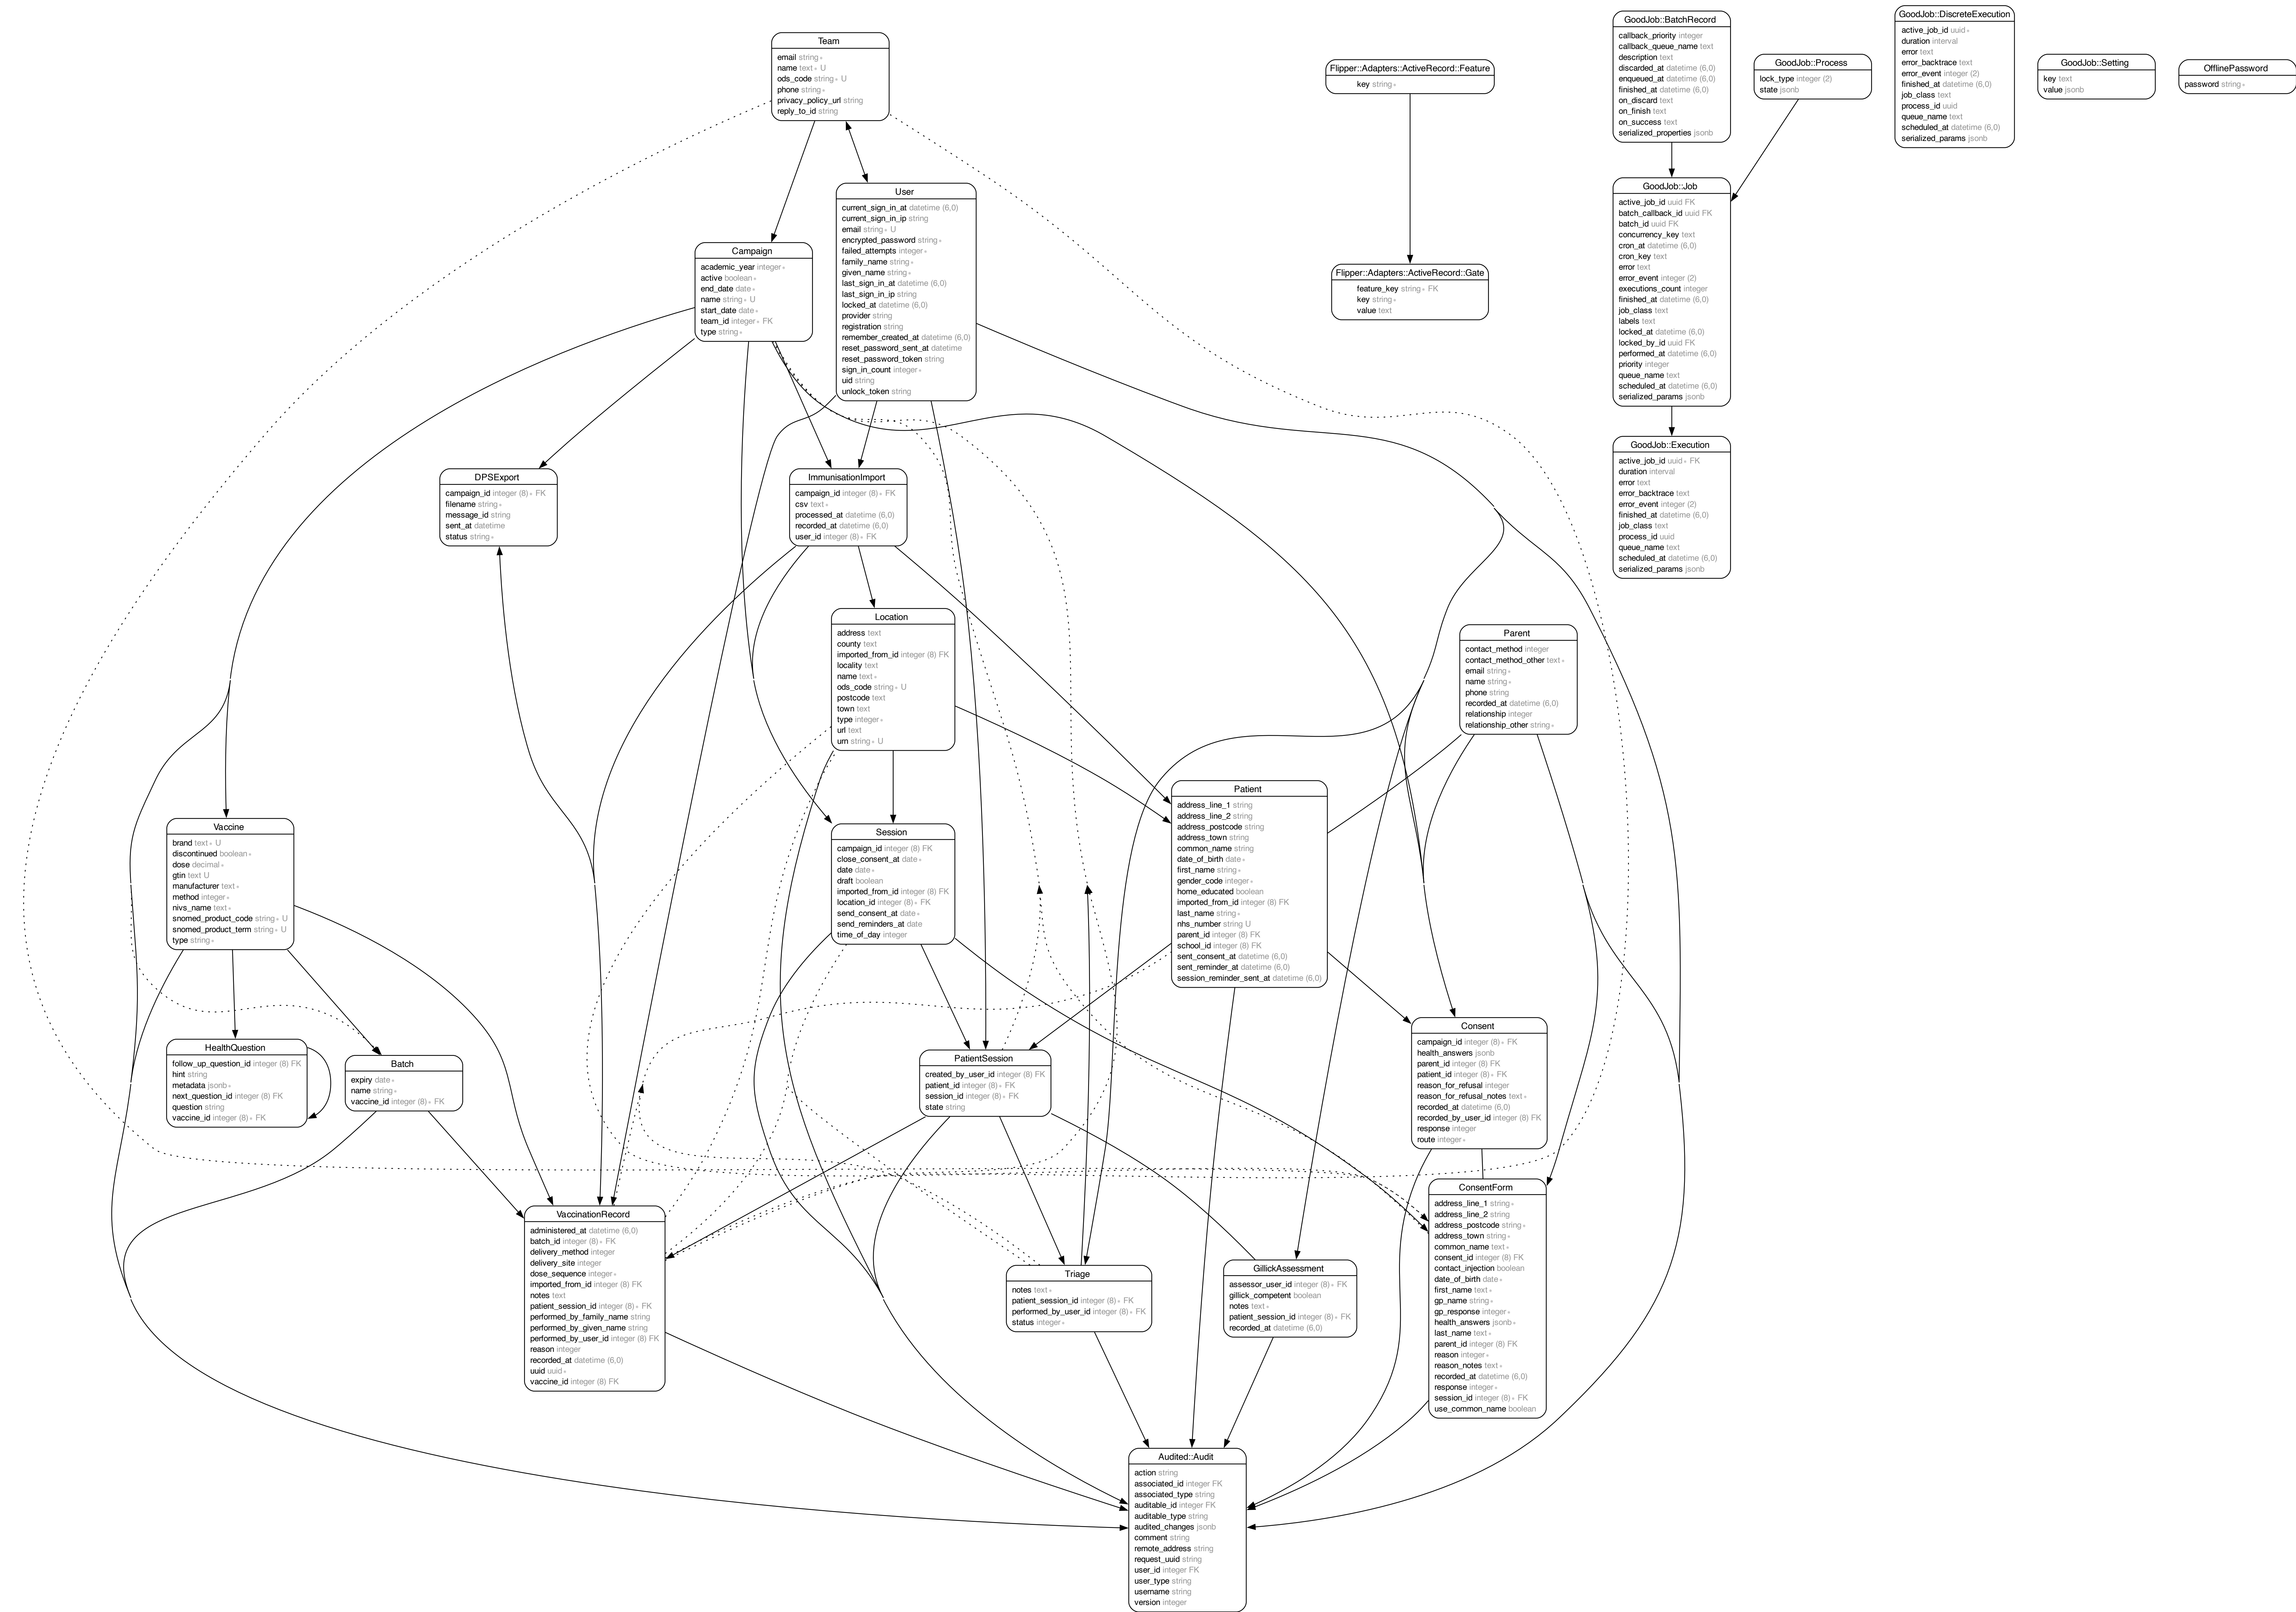 Team
email string ∗
name text ∗ U
ods_code string ∗ U
phone string ∗
privacy_policy_url string
reply_to_id string
GoodJob::BatchRecord
callback_priority integer
callback_queue_name text
description text
discarded_at datetime (6,0)
enqueued_at datetime (6,0)
finished_at datetime (6,0)
on_discard text
on_finish text
on_success text
serialized_properties jsonb
GoodJob::DiscreteExecution
active_job_id uuid ∗
duration interval
error text
error_backtrace text
error_event integer (2)
finished_at datetime (6,0)
job_class text
process_id uuid
queue_name text
scheduled_at datetime (6,0)
serialized_params jsonb
Flipper::Adapters::ActiveRecord::Feature
key string ∗
GoodJob::Process
lock_type integer (2)
state jsonb
GoodJob::Setting
key text
value jsonb
OfflinePassword
password string ∗
User
current_sign_in_at datetime (6,0)
current_sign_in_ip string
email string ∗ U
encrypted_password string ∗
failed_attempts integer ∗
family_name string ∗
given_name string ∗
last_sign_in_at datetime (6,0)
last_sign_in_ip string
locked_at datetime (6,0)
provider string
registration string
remember_created_at datetime (6,0)
reset_password_sent_at datetime
reset_password_token string
sign_in_count integer ∗
uid string
unlock_token string
GoodJob::Job
active_job_id uuid FK
batch_callback_id uuid FK
batch_id uuid FK
concurrency_key text
cron_at datetime (6,0)
cron_key text
error text
error_event integer (2)
executions_count integer
finished_at datetime (6,0)
job_class text
labels text
locked_at datetime (6,0)
locked_by_id uuid FK
performed_at datetime (6,0)
priority integer
queue_name text
scheduled_at datetime (6,0)
serialized_params jsonb
Campaign
academic_year integer ∗
active boolean ∗
end_date date ∗
name string ∗ U
start_date date ∗
team_id integer ∗ FK
type string ∗
Flipper::Adapters::ActiveRecord::Gate
feature_key string ∗ FK
key string ∗
value text
GoodJob::Execution
active_job_id uuid ∗ FK
duration interval
error text
error_backtrace text
error_event integer (2)
finished_at datetime (6,0)
job_class text
process_id uuid
queue_name text
scheduled_at datetime (6,0)
serialized_params jsonb
DPSExport
campaign_id integer (8) ∗ FK
filename string ∗
message_id string
sent_at datetime
status string ∗
ImmunisationImport
campaign_id integer (8) ∗ FK
csv text ∗
processed_at datetime (6,0)
recorded_at datetime (6,0)
user_id integer (8) ∗ FK
Location
address text
county text
imported_from_id integer (8) FK
locality text
name text ∗
ods_code string ∗ U
postcode text
town text
type integer ∗
url text
urn string ∗ U
Parent
contact_method integer
contact_method_other text ∗
email string ∗
name string ∗
phone string
recorded_at datetime (6,0)
relationship integer
relationship_other string ∗
Patient
address_line_1 string
address_line_2 string
address_postcode string
address_town string
common_name string
date_of_birth date ∗
first_name string ∗
gender_code integer ∗
home_educated boolean
imported_from_id integer (8) FK
last_name string ∗
nhs_number string U
parent_id integer (8) FK
school_id integer (8) FK
sent_consent_at datetime (6,0)
sent_reminder_at datetime (6,0)
session_reminder_sent_at datetime (6,0)
Vaccine
brand text ∗ U
discontinued boolean ∗
dose decimal ∗
gtin text U
manufacturer text ∗
method integer ∗
nivs_name text ∗
snomed_product_code string ∗ U
snomed_product_term string ∗ U
type string ∗
Session
campaign_id integer (8) FK
close_consent_at date ∗
date date ∗
draft boolean
imported_from_id integer (8) FK
location_id integer (8) ∗ FK
send_consent_at date ∗
send_reminders_at date
time_of_day integer
HealthQuestion
follow_up_question_id integer (8) FK
hint string
metadata jsonb ∗
next_question_id integer (8) FK
question string
vaccine_id integer (8) ∗ FK
Batch
expiry date ∗
name string ∗
vaccine_id integer (8) ∗ FK
PatientSession
created_by_user_id integer (8) FK
patient_id integer (8) ∗ FK
session_id integer (8) ∗ FK
state string
Consent
campaign_id integer (8) ∗ FK
health_answers jsonb
parent_id integer (8) FK
patient_id integer (8) ∗ FK
reason_for_refusal integer
reason_for_refusal_notes text ∗
recorded_at datetime (6,0)
recorded_by_user_id integer (8) FK
response integer
route integer ∗
ConsentForm
address_line_1 string ∗
address_line_2 string
address_postcode string ∗
address_town string ∗
common_name text ∗
consent_id integer (8) FK
contact_injection boolean
date_of_birth date ∗
first_name text ∗
gp_name string ∗
gp_response integer ∗
health_answers jsonb ∗
last_name text ∗
parent_id integer (8) FK
reason integer ∗
reason_notes text ∗
recorded_at datetime (6,0)
response integer ∗
session_id integer (8) ∗ FK
use_common_name boolean
VaccinationRecord
administered_at datetime (6,0)
batch_id integer (8) ∗ FK
delivery_method integer
delivery_site integer
dose_sequence integer ∗
imported_from_id integer (8) FK
notes text
patient_session_id integer (8) ∗ FK
performed_by_family_name string
performed_by_given_name string
performed_by_user_id integer (8) FK
reason integer
recorded_at datetime (6,0)
uuid uuid ∗
vaccine_id integer (8) FK
Triage
notes text ∗
patient_session_id integer (8) ∗ FK
performed_by_user_id integer (8) ∗ FK
status integer ∗
GillickAssessment
assessor_user_id integer (8) ∗ FK
gillick_competent boolean
notes text ∗
patient_session_id integer (8) ∗ FK
recorded_at datetime (6,0)
Audited::Audit
action string
associated_id integer FK
associated_type string
auditable_id integer FK
auditable_type string
audited_changes jsonb
comment string
remote_address string
request_uuid string
user_id integer FK
user_type string
username string
version integer